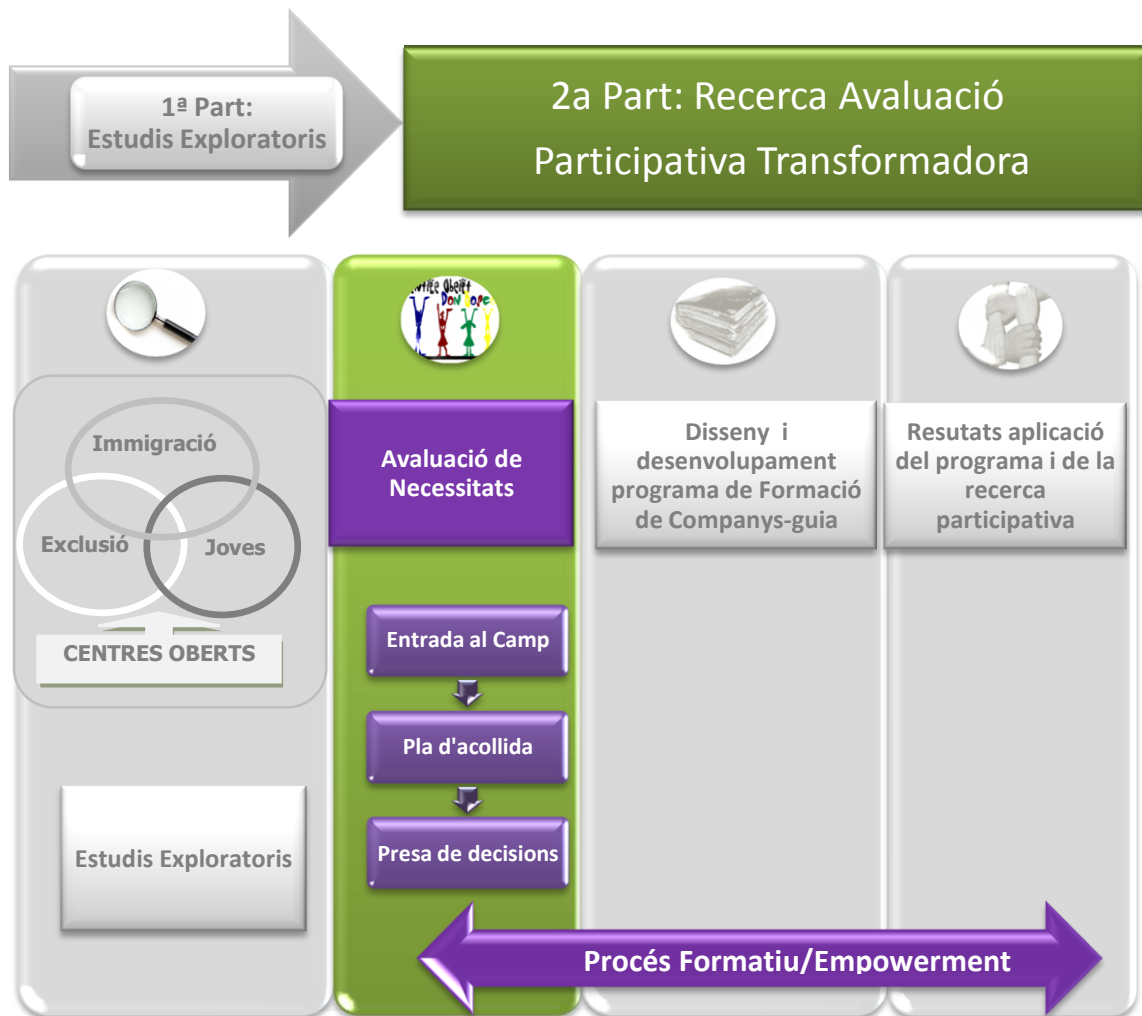 1ª Part:
Estudis Exploratoris
2a Part: Recerca Avaluació
Participativa Transformadora
Immigració
Exclusió
Joves
CENTRES OBERTS
Estudis Exploratoris
Obert
Avaluació de
Necessitats
Entrada al Camp
Pla d'acollida
Presa de decisions
Disseny i
desenvolupament
programa de Formació
de Companys-guia
Resutats aplicació
del programa i de la
recerca
participativa
Procés Formatiu/Empowerment